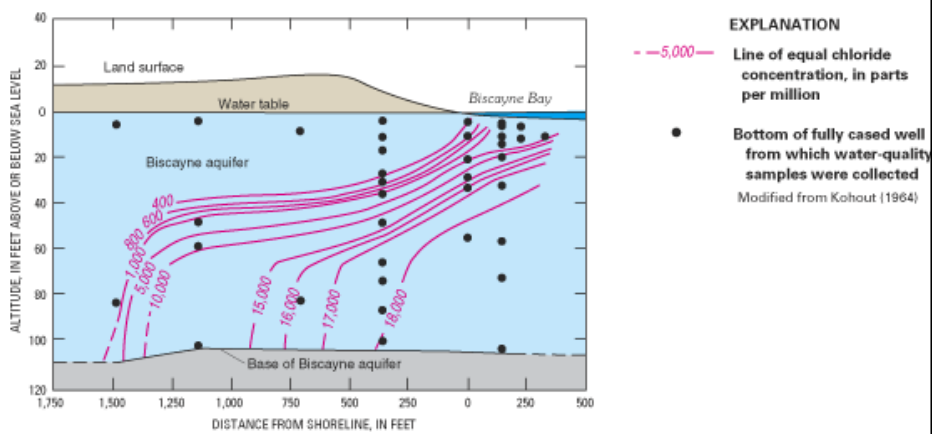 40
20
0
20
40
60
80
100
120
ALTITUDE, IN FEET ABOVE OR BELOW SEA LEVEL
Land surface
Water table
Biscayne Bay
Biscayne aquifer
400
600
800
1,000
5,000
10,000
15,000
16,000
17,000
18,000
Base of Biscayne aquifer
1,750
1,500
1,250
1,000
750
500
250
0
250
500
DISTANCE FROM SHORELINE, IN FEET
EXPLANATION
5,000
Line of equal chloride
concentration, in parts
per million
Bottom of fully cased well
from which water-quality
samples were collected
Modified from Kohout (1964)